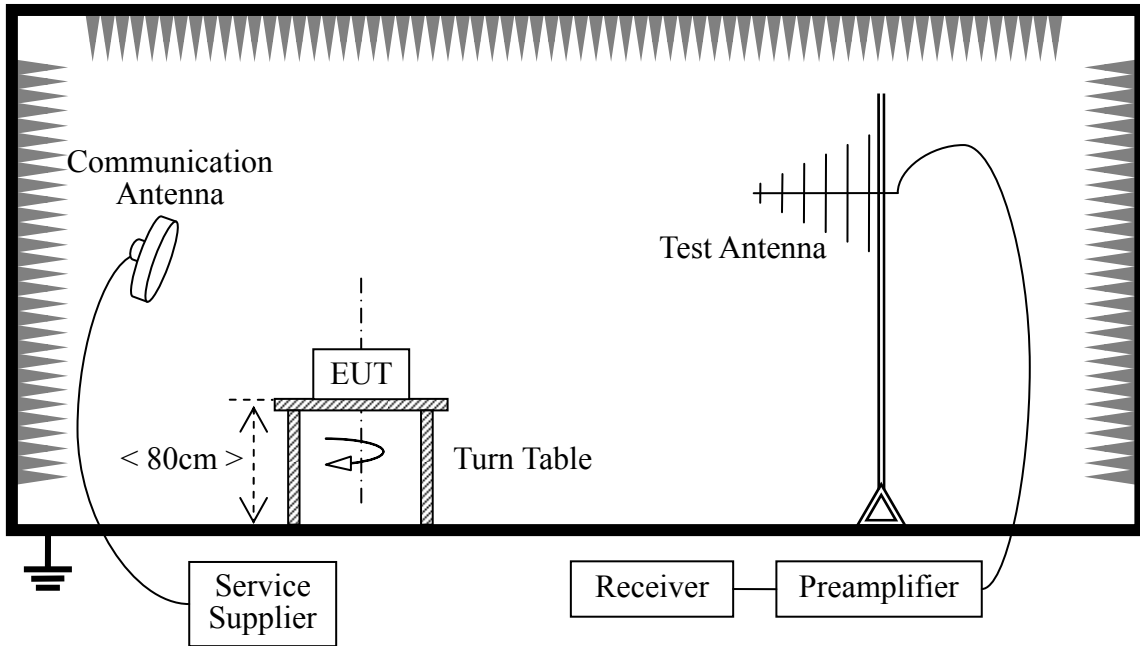 Communication
Antenna
Test Antenna
EUT
< 80cm >
Turn Table
Service
Supplier
Receiver
Preamplifier